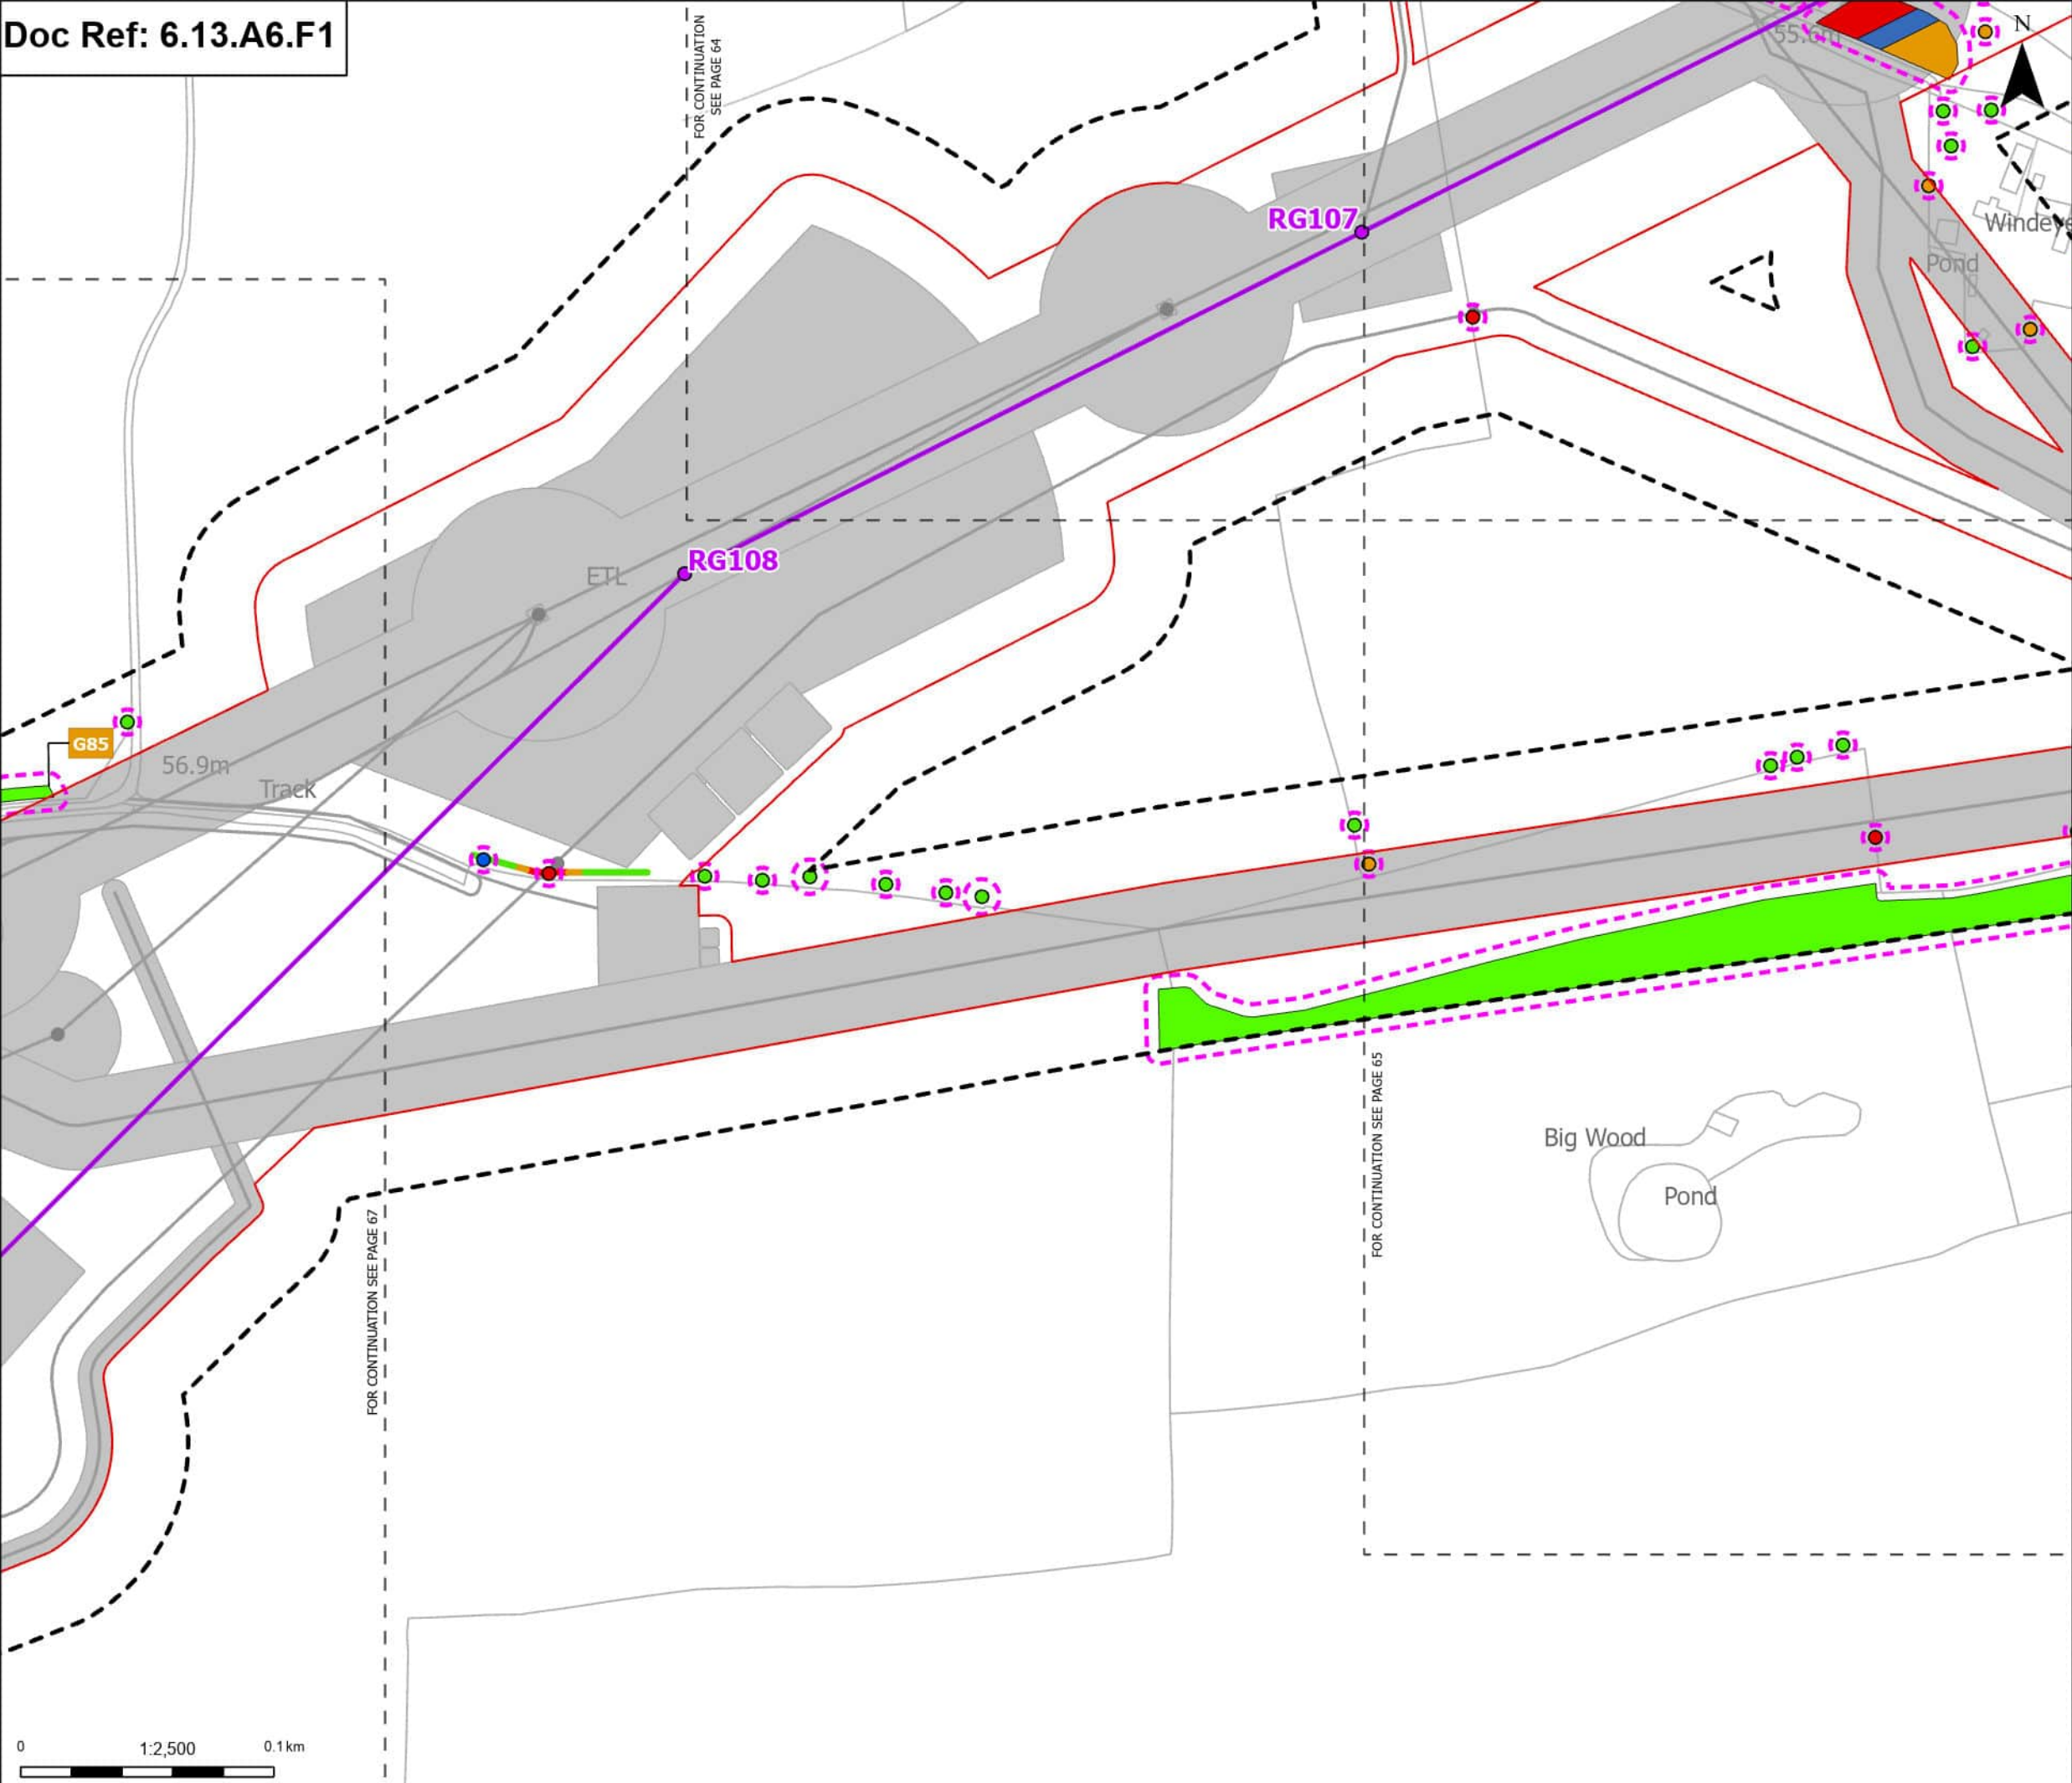 Doc Ref: 6.13.A6.F1
FOR CONTINUATION
SEE PAGE 64
55.6m
N
RG107
Pond
RG108
ETL
G85
56.9m
Track
FOR CONTINUATION SEE PAGE 65
Big Wood
Pond
FOR CONTINUATION SEE PAGE 67
0
1:2,500
0.1 km